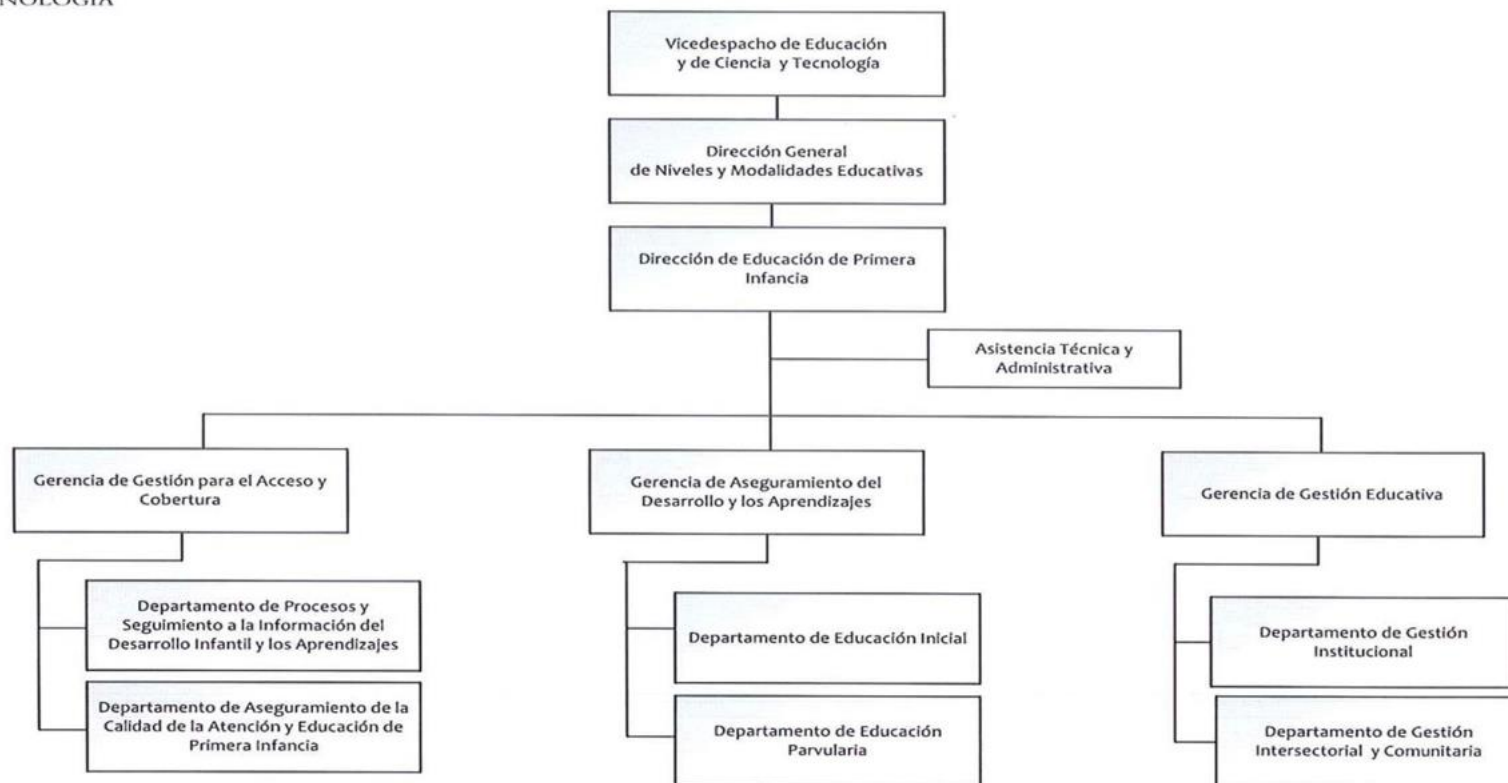 Vicedespacho de Educación
y de Ciencia y Tecnología
Dirección General
de Niveles y Modalidades Educativas
Dirección de Educación de Primera
Infancia
Asistencia Técnica y
Administrativa
Gerencia de Gestión para el Acceso y
Cobertura
Gerencia de Aseguramiento del
Desarrollo y los Aprendizajes
Gerencia de Gestión Educativa
Departamento de Procesos y
Seguimiento a la Información del
Desarrollo Infantil y los Aprendizajes
Departamento de Educación Inicial
Departamento de Gestión
Institucional
Departamento de Aseguramiento de la
Calidad de la Atención y Educación de
Primera Infancia
Departamento de Educación
Parvularia
Departamento de Gestión
Intersectorial y Comunitaria